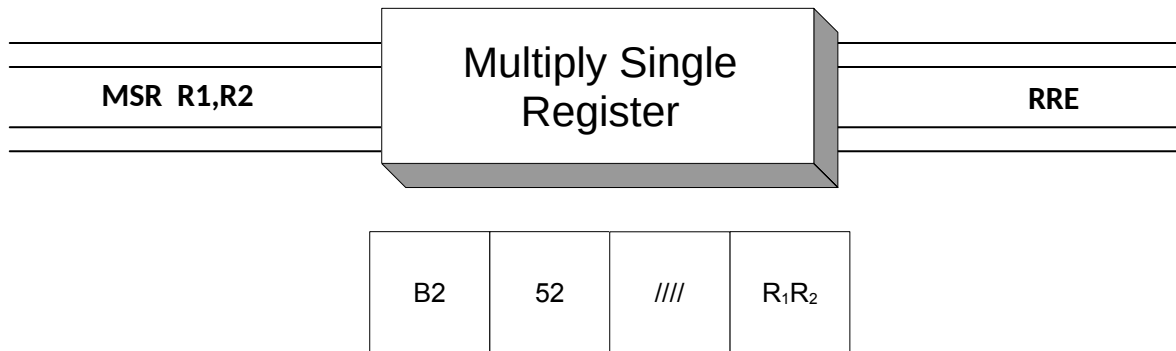 Multiply Single
Register
MSR  R1,R2
RRE
B2
52
////
R₁R₂